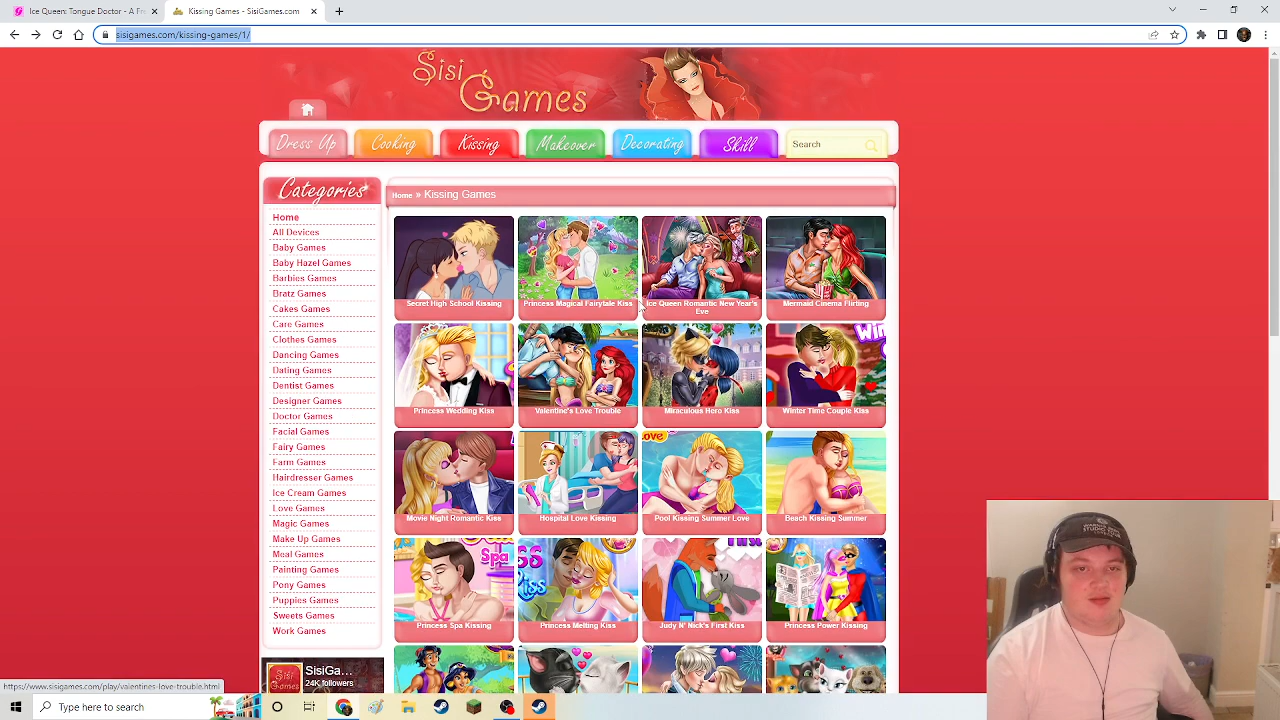 Ice Queen: Tongue Doctor - A Fr
Kissing Games - SisiGames.com
sisigames.com/kissing-games/1/
Sisi
Games
Dress Up
Cooking
Kissing
Makeover
Decorating
Skill
Search
Categories
Home
All Devices
Baby Games
Baby Hazel Games
Barbies Games
Bratz Games
Cakes Games
Care Games
Clothes Games
Dancing Games
Dating Games
Dentist Games
Designer Games
Doctor Games
Facial Games
Fairy Games
Farm Games
Hairdresser Games
Ice Cream Games
Love Games
Magic Games
Make Up Games
Meal Games
Painting Games
Pony Games
Puppies Games
Sweets Games
Work Games
SisiGa...
24K followers
Sisi
Games
Home » Kissing Games
Secret High School Kissing
Princess Magical Fairytale Kiss
Ice Queen Romantic New Year's
Eve
Mermaid Cinema Flirting
Princess Wedding Kiss
Valentine's Love Trouble
Miraculous Hero Kiss
Winter Time Couple Kiss
Movie Night Romantic Kiss
Hospital Love Kissing
Love
Pool Kissing Summer Love
Beach Kissing Summer
Spa
Princess Spa Kissing
Kiss
Princess Melting Kiss
Judy N' Nick's First Kiss
Princess Power Kissing
https://www.sisigames.com/play/valentines-love-trouble.html
Type here to search